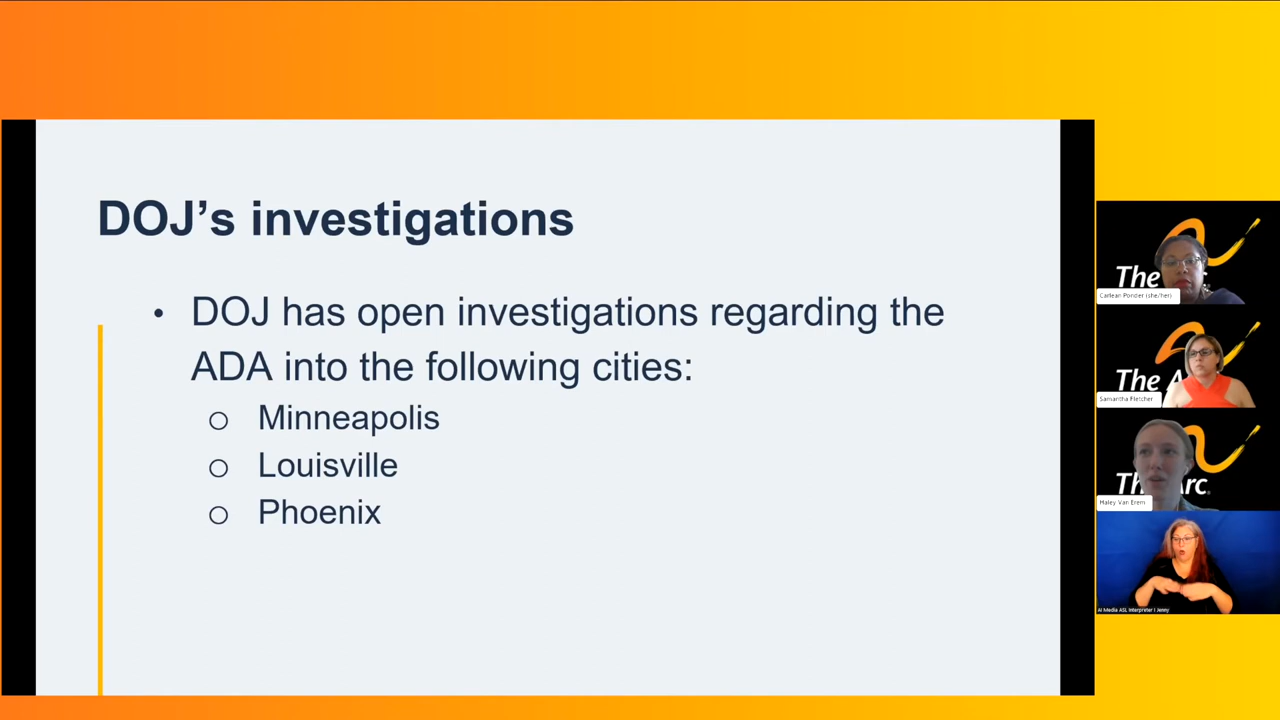 DOJ’s investigations
• DOJ has open investigations regarding the
ADA into the following cities:
o Minneapolis
o Louisville
o Phoenix
The
Carlean Ponder (she/her)
The A
Samantha Fletcher
The Arc
Haley Van Erem
AI Media ASL Interpreter I Jenny